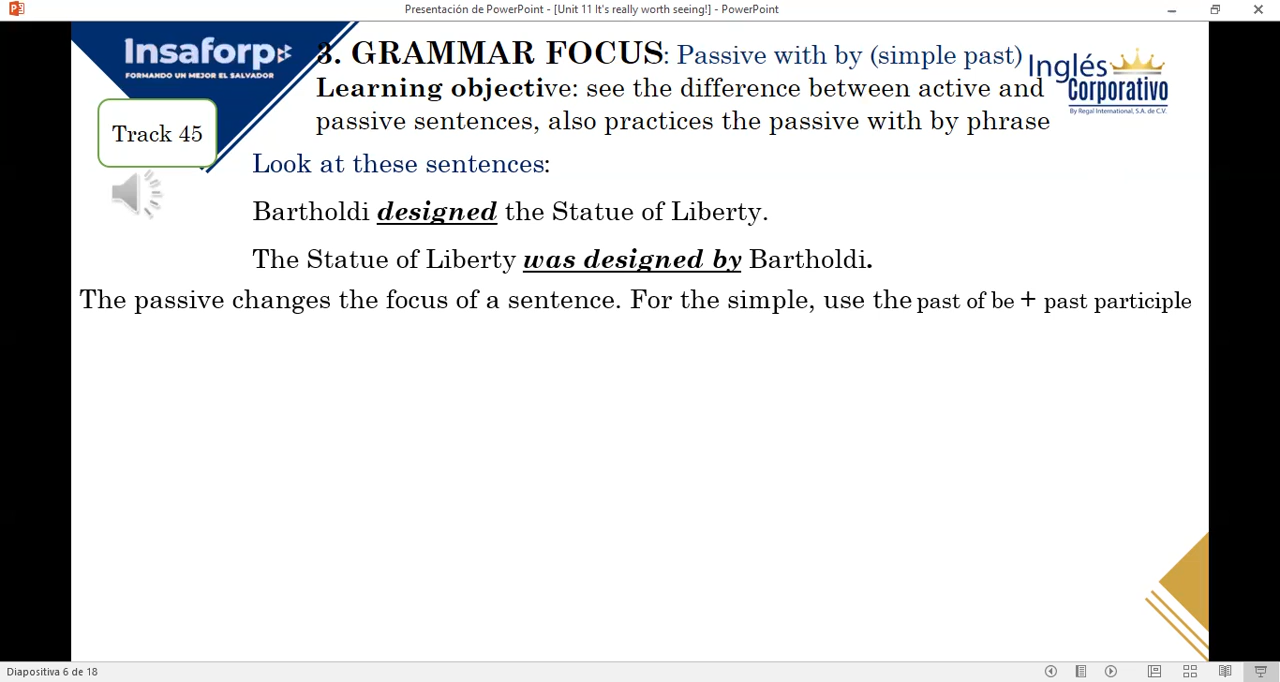 Presentación de PowerPoint - [Unit 11 It's really worth seeing!] - PowerPoint
Insaforp
FORMANDO UN MEJOR EL SALVADOR
3. GRAMMAR FOCUS: Passive with by (simple past)
Inglés
Corporativo
By Regal International, S.A. de C.V.
Learning objective: see the difference between active and
passive sentences, also practices the passive with by phrase
Track 45
Look at these sentences:
Bartholdi designed the Statue of Liberty.
The Statue of Liberty was designed by Bartholdi.
The passive changes the focus of a sentence. For the simple, use the past of be + past participle
Diapositiva 6 de 18